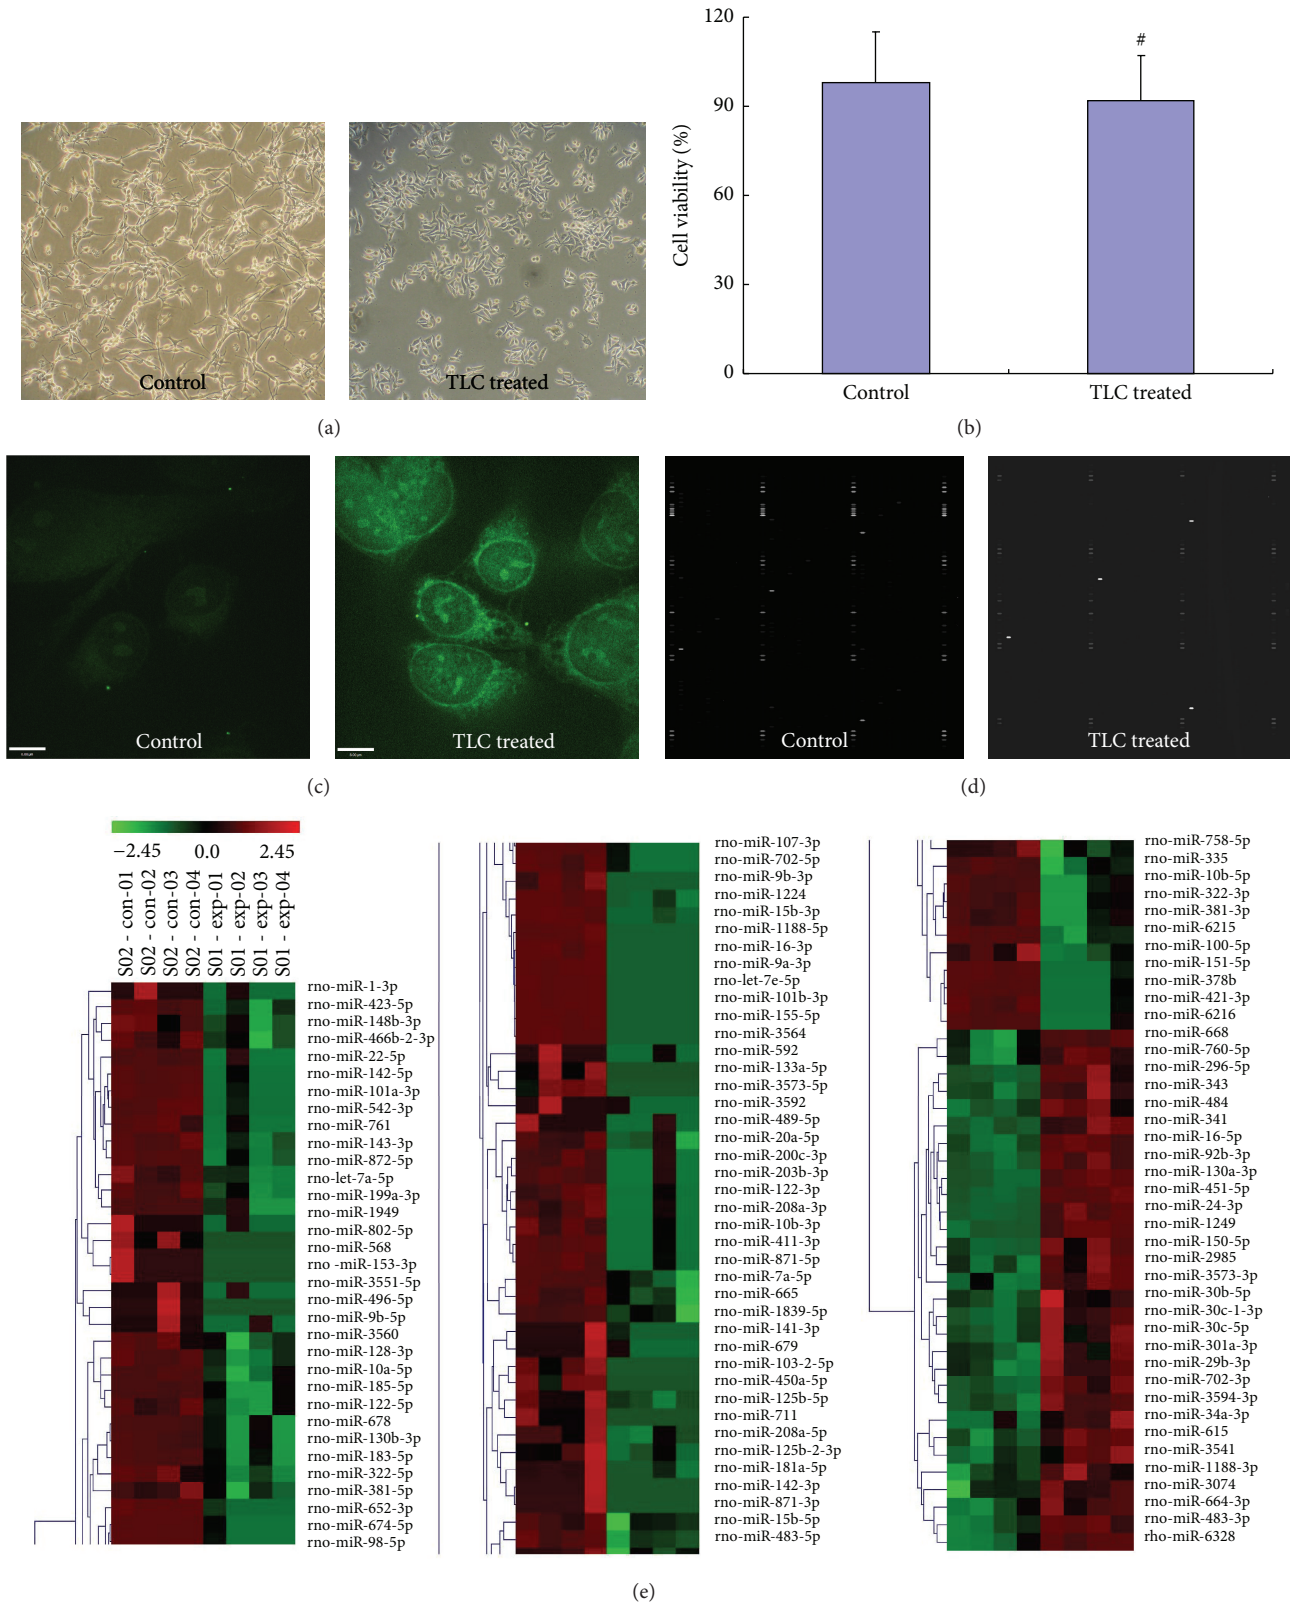 120
90
60
30
0
Cell viability (%)
#
Control
TLC treated
Control
TLC treated
(a)
(b)
Control
TLC treated
Control
TLC treated
(c)
(d)
−2.45
0.0
2.45
S02 - con-01
S02 - con-02
S02 - con-03
S02 - con-04
S01 - exp-01
S01 - exp-02
S01 - exp-03
S01 - exp-04
rno-miR-1-3p
rno-miR-423-5p
rno-miR-148b-3p
rno-miR-466b-2-3p
rno-miR-22-5p
rno-miR-142-5p
rno-miR-101a-3p
rno-miR-542-3p
rno-miR-761
rno-miR-143-3p
rno-miR-872-5p
rno-let-7a-5p
rno-miR-199a-3p
rno-miR-1949
rno-miR-802-5p
rno-miR-568
rno -miR-153-3p
rno-miR-3551-5p
rno-miR-496-5p
rno-miR-9b-5p
rno-miR-3560
rno-miR-128-3p
rno-miR-10a-5p
rno-miR-185-5p
rno-miR-122-5p
rno-miR-678
rno-miR-130b-3p
rno-miR-183-5p
rno-miR-322-5p
rno-miR-381-5p
rno-miR-652-3p
rno-miR-674-5p
rno-miR-98-5p
rno-miR-107-3p
rno-miR-702-5p
rno-miR-9b-3p
rno-miR-1224
rno-miR-15b-3p
rno-miR-1188-5p
rno-miR-16-3p
rno-miR-9a-3p
rno-let-7e-5p
rno-miR-101b-3p
rno-miR-155-5p
rno-miR-3564
rno-miR-592
rno-miR-133a-5p
rno-miR-3573-5p
rno-miR-3592
rno-miR-489-5p
rno-miR-20a-5p
rno-miR-200c-3p
rno-miR-203b-3p
rno-miR-122-3p
rno-miR-208a-3p
rno-miR-10b-3p
rno-miR-411-3p
rno-miR-871-5p
rno-miR-7a-5p
rno-miR-665
rno-miR-1839-5p
rno-miR-141-3p
rno-miR-679
rno-miR-103-2-5p
rno-miR-450a-5p
rno-miR-125b-5p
rno-miR-711
rno-miR-208a-5p
rno-miR-125b-2-3p
rno-miR-181a-5p
rno-miR-142-3p
rno-miR-871-3p
rno-miR-15b-5p
rno-miR-483-5p
rno-miR-758-5p
rno-miR-335
rno-miR-10b-5p
rno-miR-322-3p
rno-miR-381-3p
rno-miR-6215
rno-miR-100-5p
rno-miR-151-5p
rno-miR-378b
rno-miR-421-3p
rno-miR-6216
rno-miR-668
rno-miR-760-5p
rno-miR-296-5p
rno-miR-343
rno-miR-484
rno-miR-341
rno-miR-16-5p
rno-miR-92b-3p
rno-miR-130a-3p
rno-miR-451-5p
rno-miR-24-3p
rno-miR-1249
rno-miR-150-5p
rno-miR-2985
rno-miR-3573-3p
rno-miR-30b-5p
rno-miR-30c-1-3p
rno-miR-30c-5p
rno-miR-301a-3p
rno-miR-29b-3p
rno-miR-702-3p
rno-miR-3594-3p
rno-miR-34a-3p
rno-miR-615
rno-miR-3541
rno-miR-1188-3p
rno-miR-3074
rno-miR-664-3p
rno-miR-483-3p
rho-miR-6328
(e)